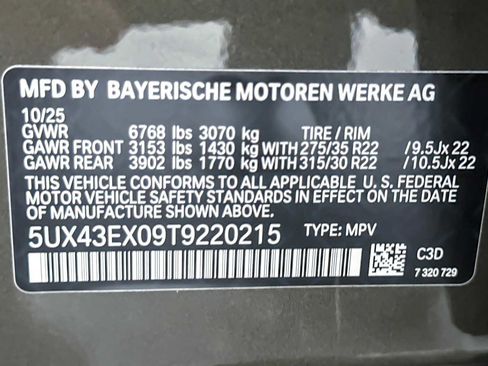 MFD BY BAYERISCHE MOTOREN WERKE AG
10/25
GVWR 6768 lbs 3070 kg TIRE / RIM
GAWR FRONT 3153 lbs 1430 kg WITH 275/35 R22 /9.5Jx 22
GAWR REAR 3902 lbs 1770 kg WITH 315/30 R22 /10.5Jx 22
THIS VEHICLE CONFORMS TO ALL APPLICABLE U. S. FEDERAL
MOTOR VEHICLE SAFETY STANDARDS IN EFFECT ON THE DATE
OF MANUFACTURE SHOWN ABOVE.
5UX43EX09T9220215 TYPE: MPV
C3D
7 320 729